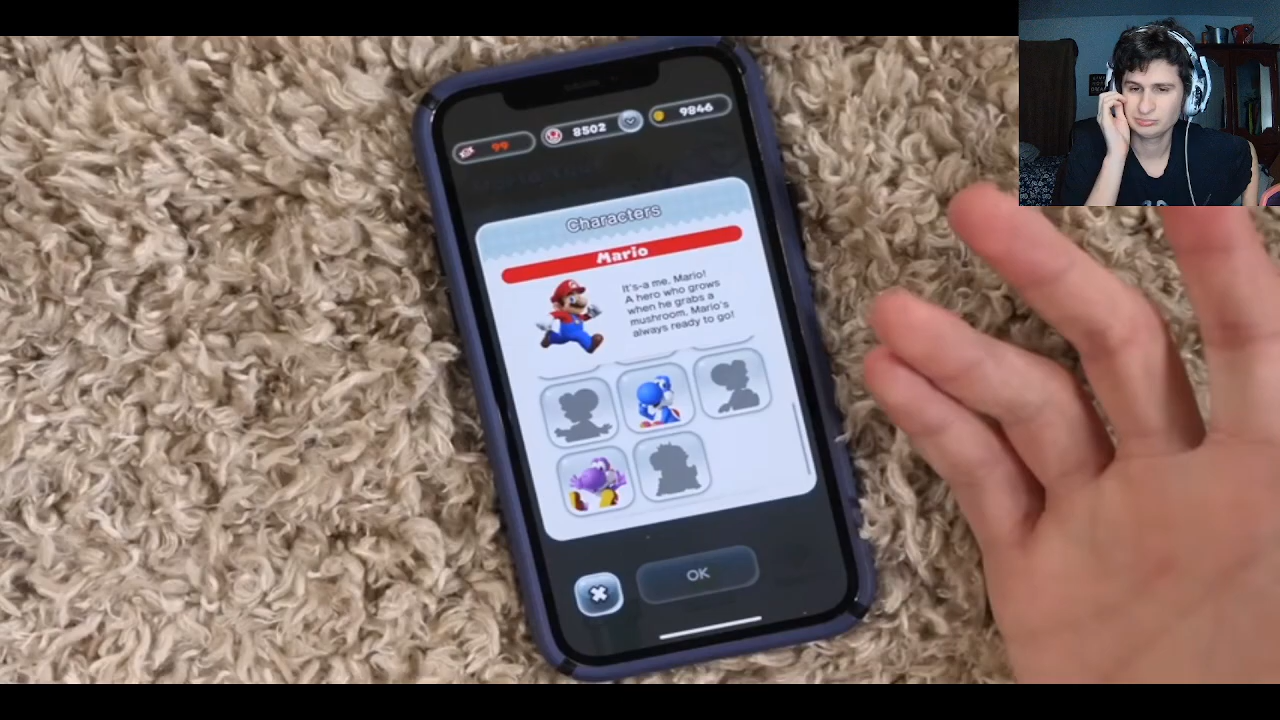 99
8502
9846
Characters
Mario
It's-a me, Mario!
A hero who grows
when he grabs a
mushroom. Mario's
always ready to go!
OK